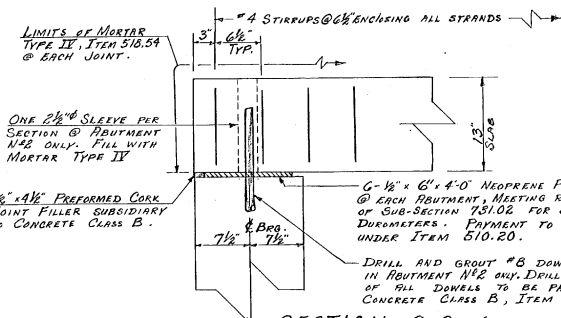 #4 STIRRUPS @ 6½" ENCLOSING ALL STRANDS
LIMITS OF MORTAR
TYPE IV, ITEM 518.54
@ EACH JOINT.
3"
6½"
TYP.
ONE 2½"ø SLEEVE PER
SECTION @ ABUTMENT
Nº2 ONLY. FILL WITH
MORTAR TYPE IV
13"
SLAB
½" x 4½" PREFORMED CORK
JOINT FILLER SUBSIDIARY
CONCRETE CLASS B.
6-½" x 6" x 4'-0" NEOPRENE
@ EACH ABUTMENT, MEETING
OF SUB-SECTION 731.02 FOR
DUROMETERS. PAYMENT TO
UNDER ITEM 510.20.
℄ BRG.
7½" 7½"
DRILL AND GROUT #8
IN ABUTMENT Nº2 ONLY. DRILL
OF ALL DOWELS TO BE
CONCRETE CLASS B, ITEM